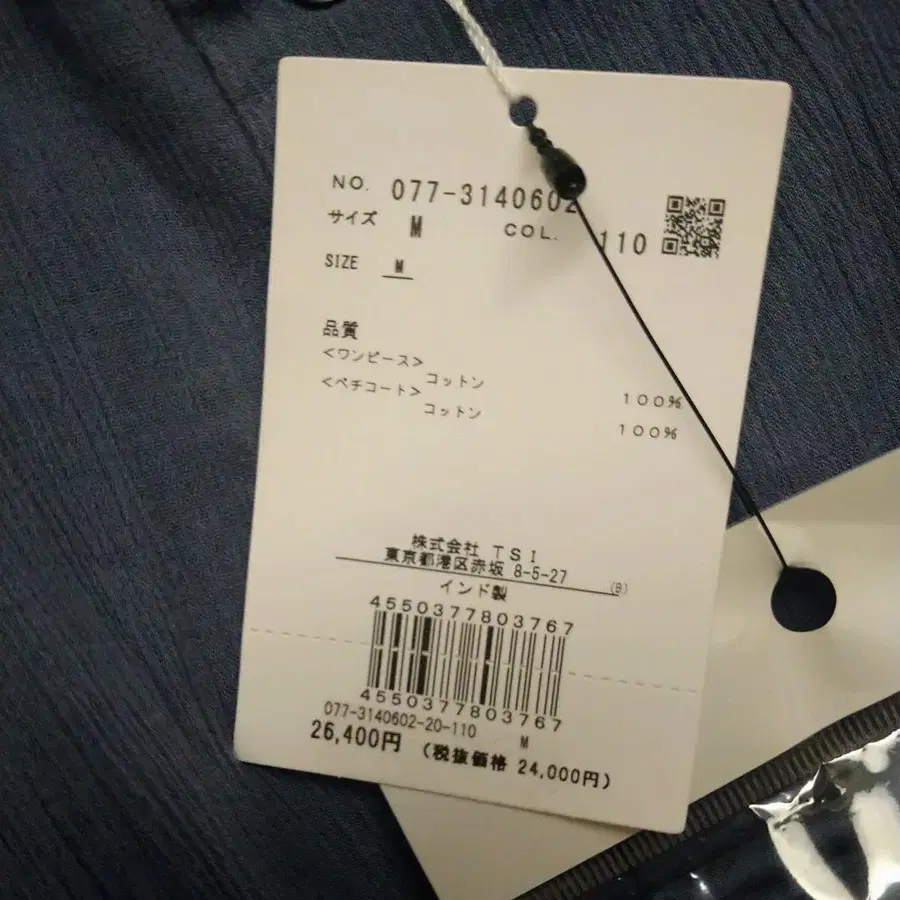 NO. 077-3140602
サイズ M COL. 110
SIZE M
品質
<ワンピース>
コットン 100%
<ペチコート>
コットン 100%
株式会社 TSI
東京都港区赤坂 8-5-27
(B)
インド製
4550377803767
4550377803767
077-3140602-20-110 M
26,400円 (税抜価格 24,000円)